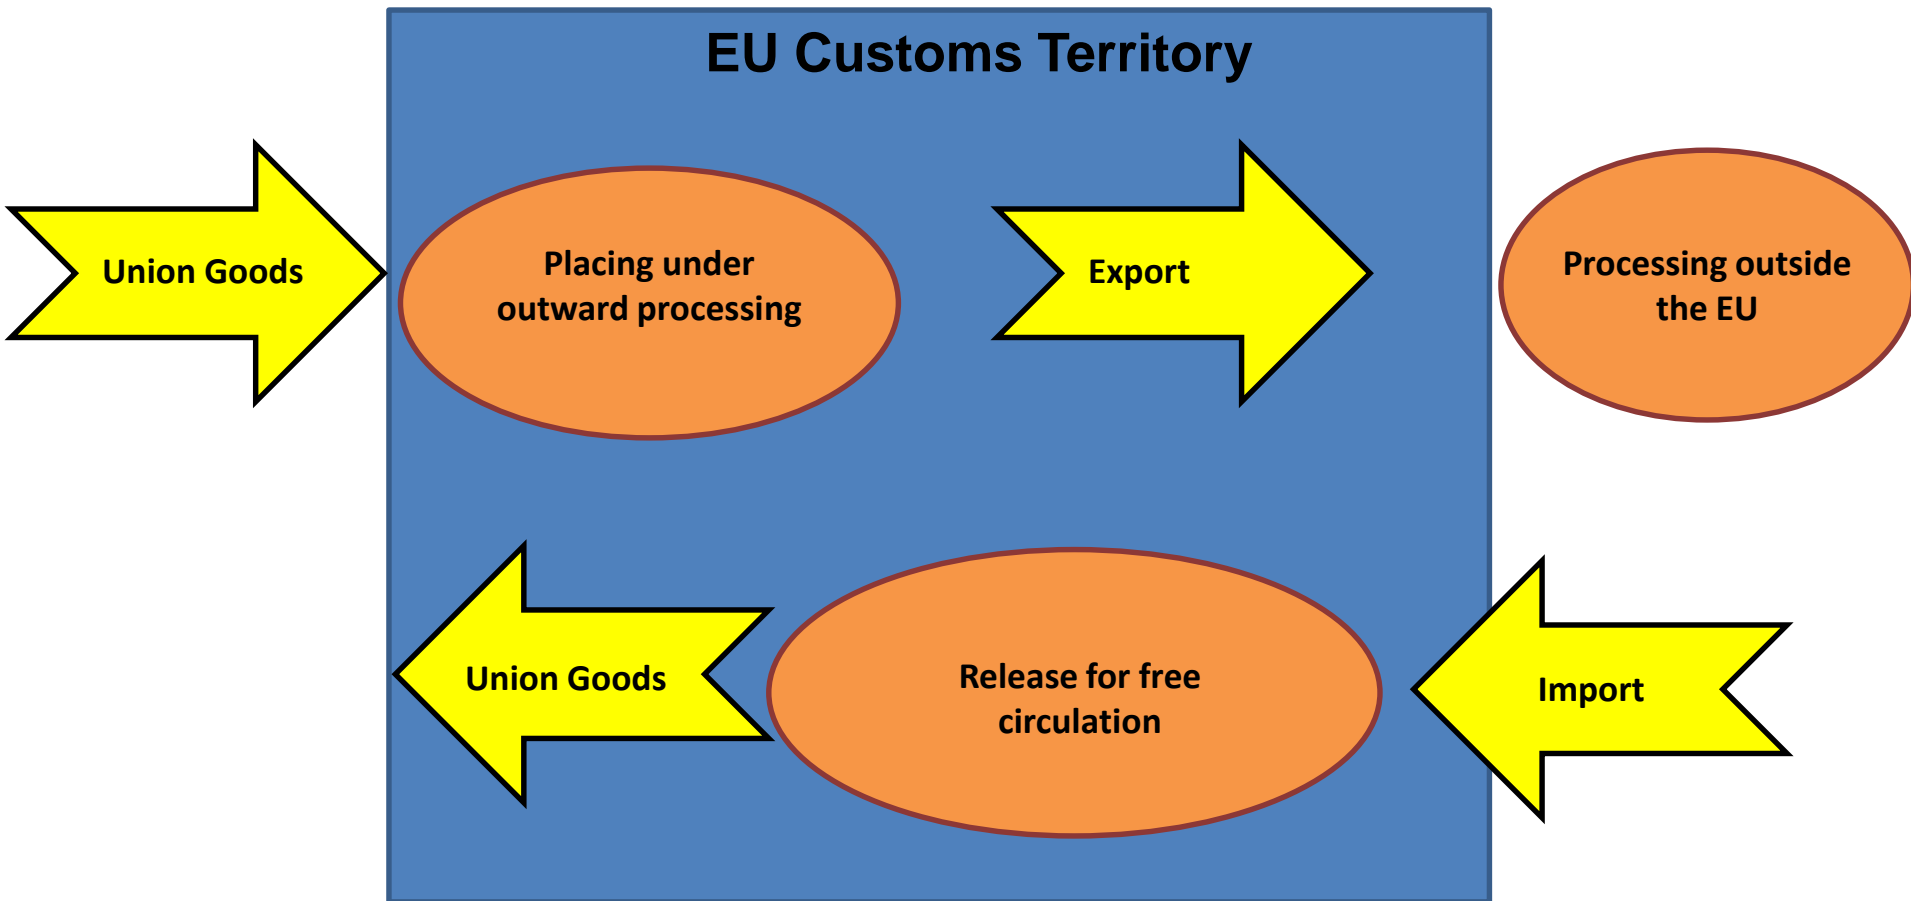 EU Customs Territory
Union Goods
Placing under
outward processing
Export
Processing outside
the EU
Union Goods
Release for free
circulation
Import